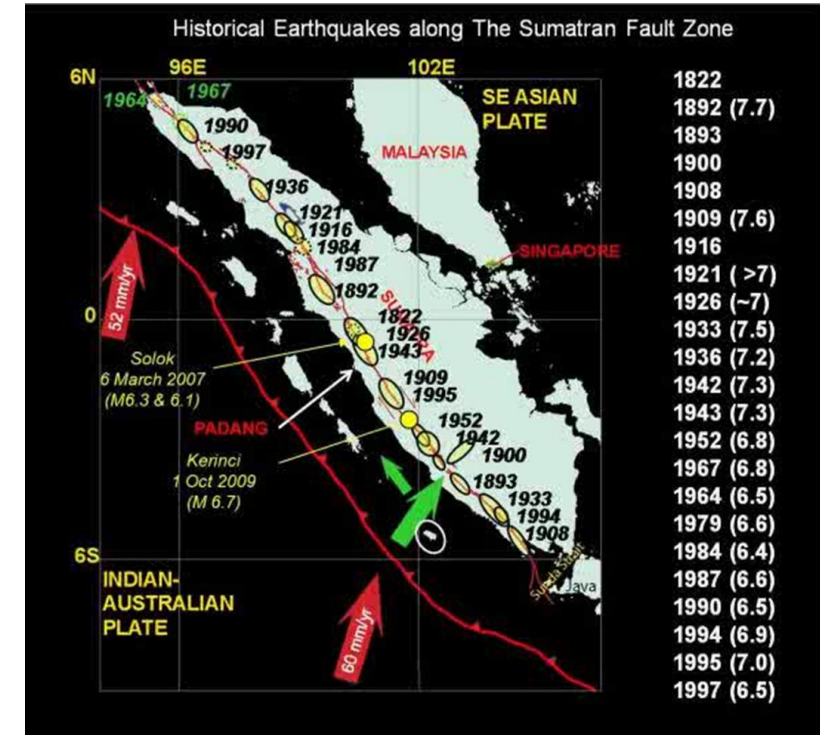 Historical Earthquakes along The Sumatran Fault Zone
96E
102E
6N
1964
1967
SE ASIAN
PLATE
1990
1997
MALAYSIA
1936
1921
1916
1984
SINGAPORE
1987
1892
52 mm/yr
SUMATRA
0
1822
1926
1943
Solok
6 March 2007
(M6.3 & 6.1)
1909
1995
PADANG
1952
1942
1900
Kerinci
1 Oct 2009
(M 6.7)
1893
1933
1994
1908
6S
Sunda Strait
Java
INDIAN-
AUSTRALIAN
PLATE
60 mm/yr
1822
1892 (7.7)
1893
1900
1908
1909 (7.6)
1916
1921 ( >7)
1926 (~7)
1933 (7.5)
1936 (7.2)
1942 (7.3)
1943 (7.3)
1952 (6.8)
1967 (6.8)
1964 (6.5)
1979 (6.6)
1984 (6.4)
1987 (6.6)
1990 (6.5)
1994 (6.9)
1995 (7.0)
1997 (6.5)